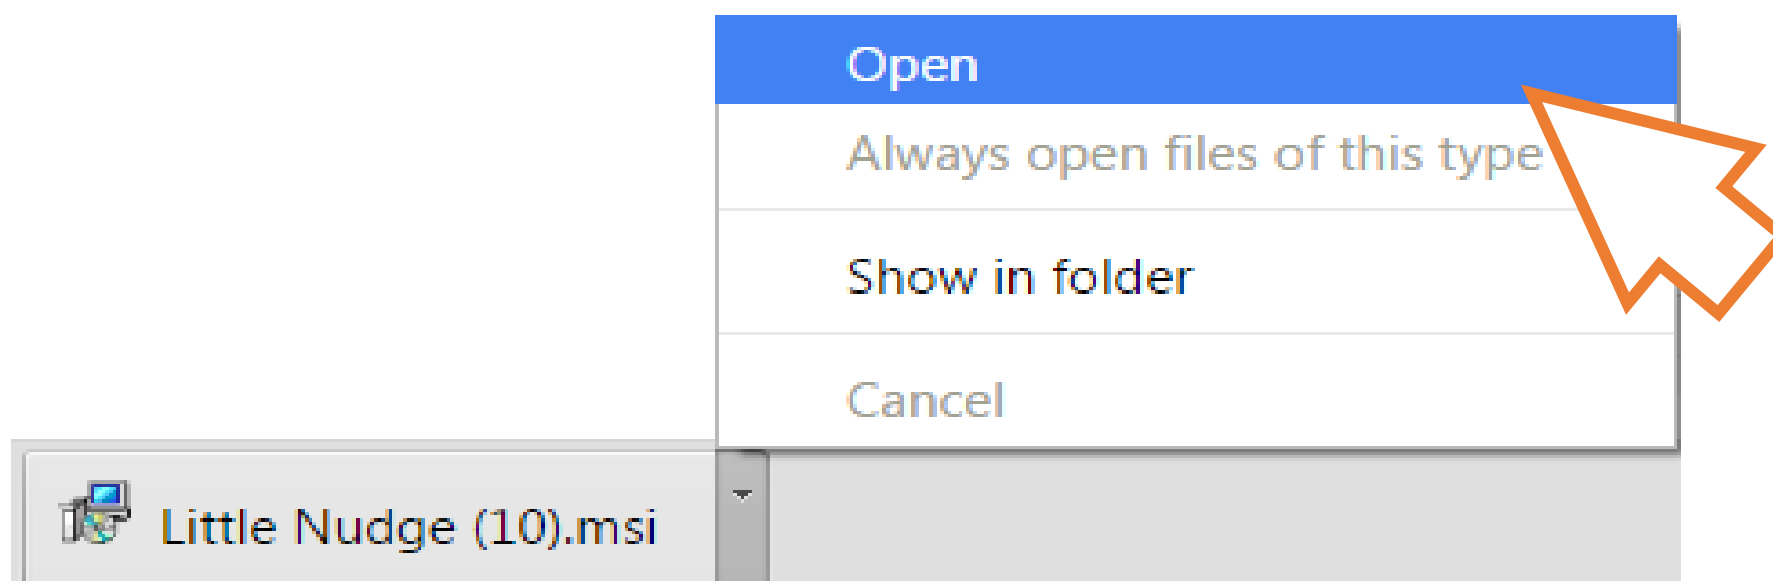 Open
Always open files of this type
Show in folder
Cancel
Little Nudge (10).msi